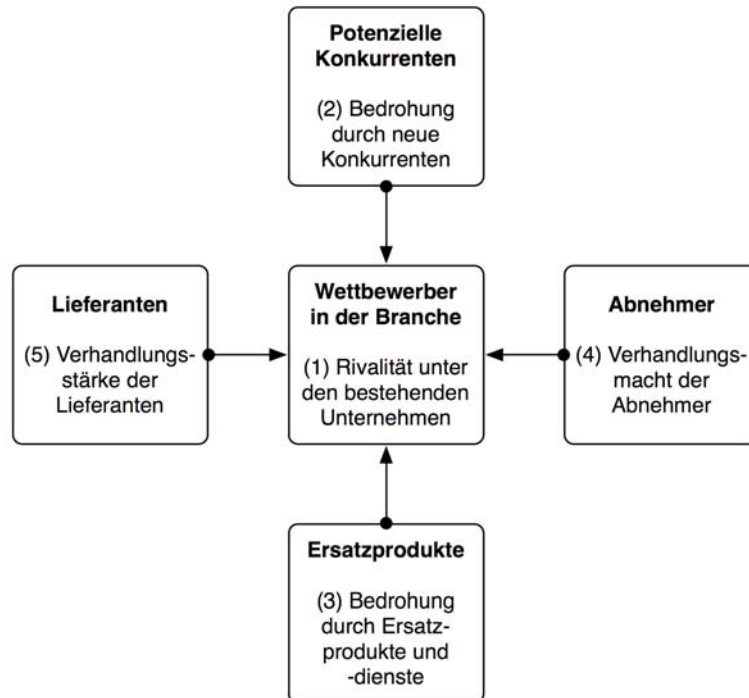 Potenzielle
Konkurrenten
(2) Bedrohung
durch neue
Konkurrenten
Lieferanten
(5) Verhandlungs-
stärke der
Lieferanten
Wettbewerber
in der Branche
(1) Rivalität unter
den bestehenden
Unternehmen
Abnehmer
(4) Verhandlungs-
macht der
Abnehmer
Ersatzprodukte
(3) Bedrohung
durch Ersatz-
produkte und
-dienste